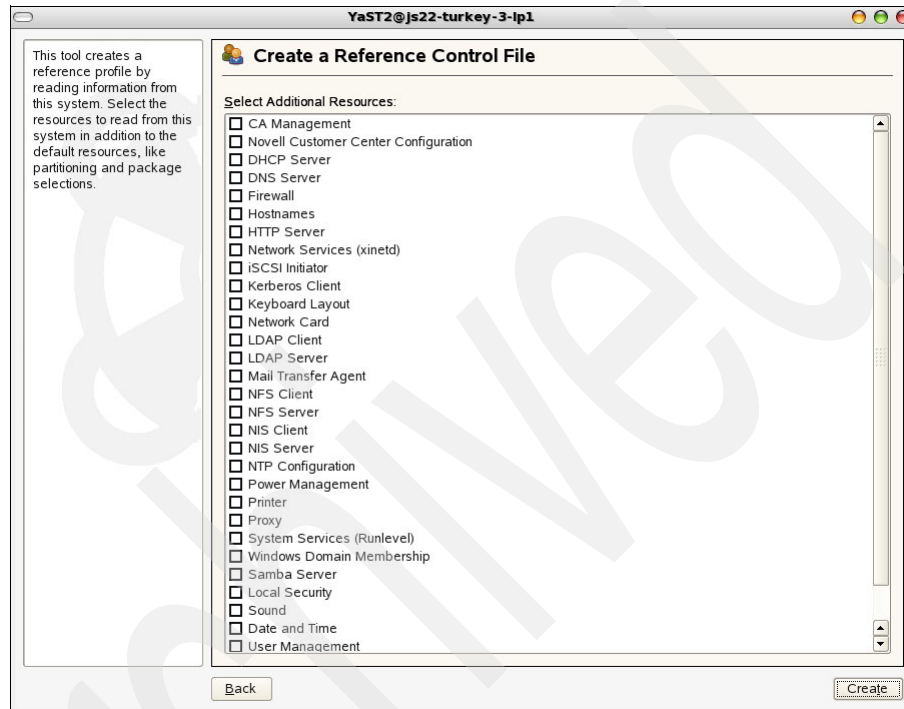 YaST2@js22-turkey-3-lp1
This tool creates a
reference profile by
reading information from
this system. Select the
resources to read from this
system in addition to the
default resources, like
partitioning and package
selections.
Create a Reference Control File
Select Additional Resources:
CA Management
Novell Customer Center Configuration
DHCP Server
DNS Server
Firewall
Hostnames
HTTP Server
Network Services (xinetd)
iSCSI Initiator
Kerberos Client
Keyboard Layout
Network Card
LDAP Client
LDAP Server
Mail Transfer Agent
NFS Client
NFS Server
NIS Client
NIS Server
NTP Configuration
Power Management
Printer
Proxy
System Services (Runlevel)
Windows Domain Membership
Samba Server
Local Security
Sound
Date and Time
User Management
Back
Create